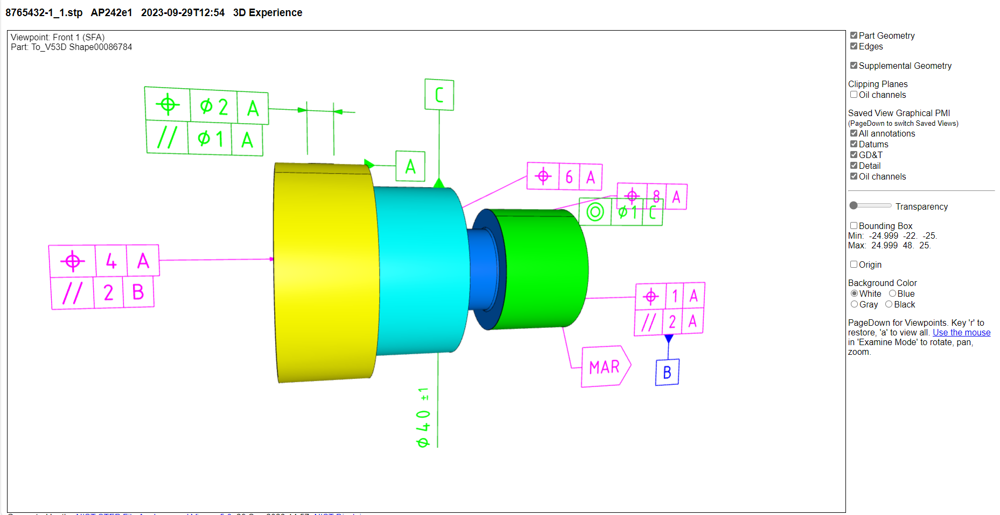 8765432-1_1.stp AP242e1 2023-09-29T12:54 3D Experience
Viewpoint: Front 1 (SFA)
Part: To_V53D Shape00086784
⌖ ⌀2 A
// ⌀1 A
C
A
⌖ 6 A
⌖ 8 A
◎ ⌀1 C
⌖ 4 A
// 2 B
⌖ 1 A
// 2 A
MAR
B
⌀40 ±1
Part Geometry
Edges
Supplemental Geometry
Clipping Planes
Oil channels
Saved View Graphical PMI
(PageDown to switch Saved Views)
All annotations
Datums
GD&T
Detail
Oil channels
Transparency
Bounding Box
Min: -24.999 -22. -25.
Max: 24.999 48. 25.
Origin
Background Color
White Blue
Gray Black
PageDown for Viewpoints. Key 'r' to
restore, 'a' to view all. Use the mouse
in 'Examine Mode' to rotate, pan,
zoom.